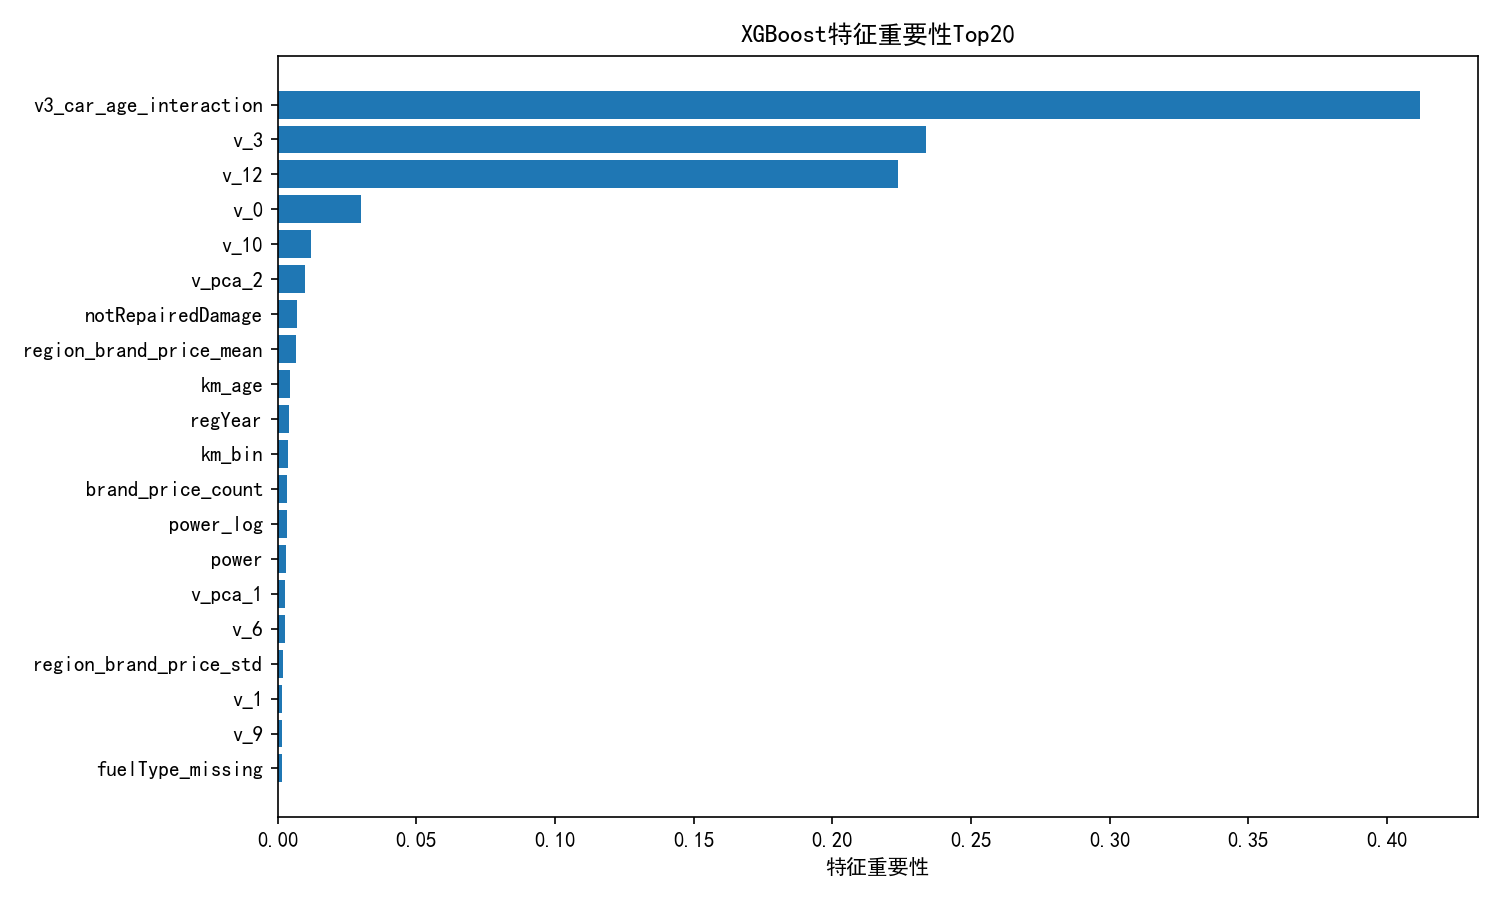 XGBoost特征重要性Top20
v3_car_age_interaction
v_3
v_12
v_0
v_10
v_pca_2
notRepairedDamage
region_brand_price_mean
km_age
regYear
km_bin
brand_price_count
power_log
power
v_pca_1
v_6
region_brand_price_std
v_1
v_9
fuelType_missing
0.00 0.05 0.10 0.15 0.20 0.25 0.30 0.35 0.40
特征重要性